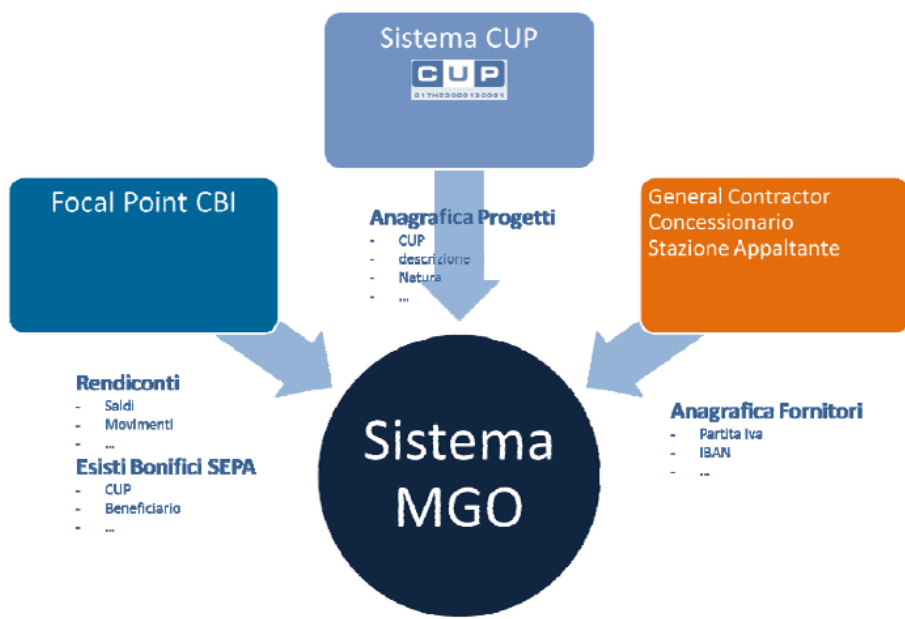 Sistema CUP
CUP
Focal Point CBI
General Contractor
Concessionario
Stazione Appaltante
Anagrafica Progetti
- CUP
- descrizione
- Natura
- ...
Rendiconti
- Saldi
- Movimenti
- ...
Esisti Bonifici SEPA
- CUP
- Beneficiario
- ...
Anagrafica Fornitori
- Partita Iva
- IBAN
- ...
Sistema
MGO